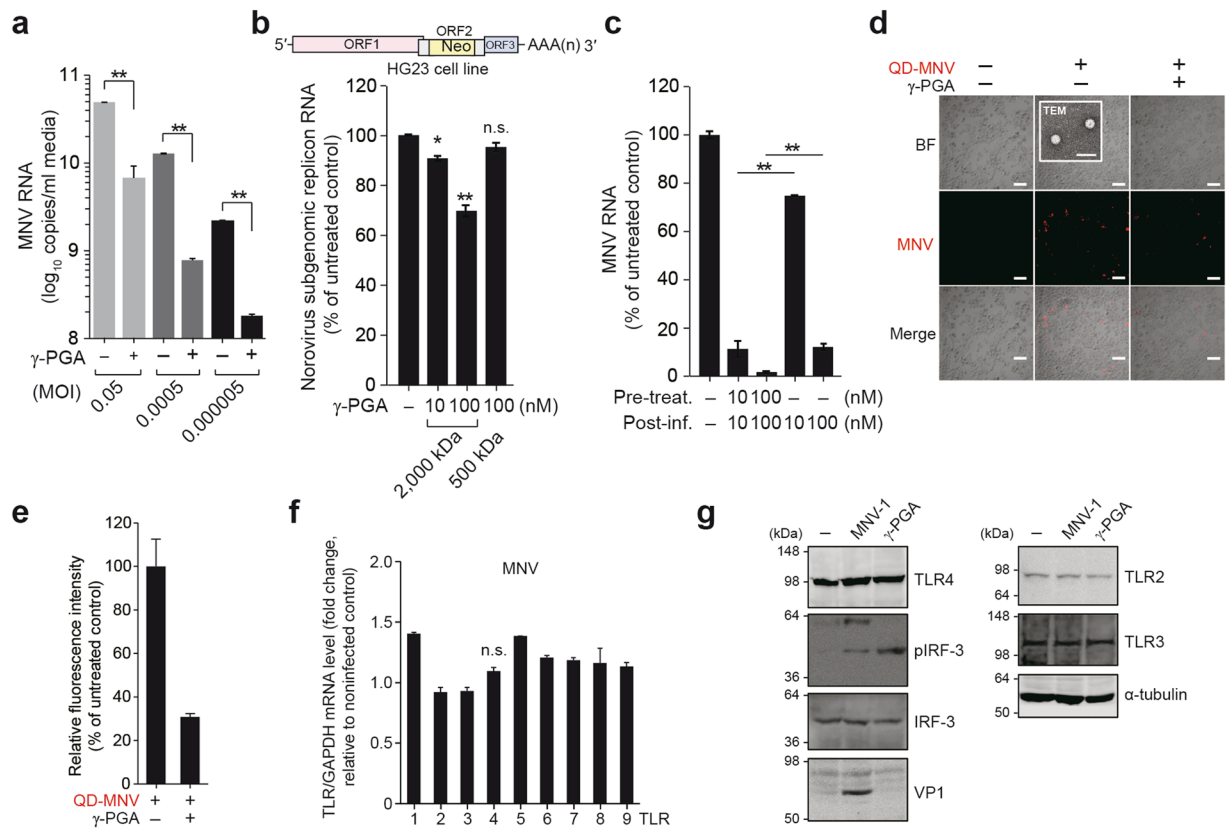 a
**
**
**
11
10
9
8
MNV RNA
(log10 copies/ml media)
γ-PGA – + – + – +
(MOI) 0.05 0.0005 0.000005
b
5′ ORF1 ORF2 Neo ORF3 AAA(n) 3′
HG23 cell line
Norovirus subgenomic replicon RNA
(% of untreated control)
120
100
80
60
40
20
0
* ** n.s.
γ-PGA – 10 100 100 (nM)
2,000 kDa 500 kDa
c
MNV RNA
(% of untreated control)
120
100
80
60
40
20
0
**
**
Pre-treat. – 10 100 – – (nM)
Post-inf. – 10 100 10 100 (nM)
d
QD-MNV – + +
γ-PGA – – +
BF
TEM
MNV
Merge
e
Relative fluorescence intensity
(% of untreated control)
120
100
80
60
40
20
0
QD-MNV + +
γ-PGA – +
f
TLR/GAPDH mRNA level (fold change,
relative to noninfected control)
MNV
2.0
1.5
1.0
0.5
0
n.s.
1 2 3 4 5 6 7 8 9 TLR
g
(kDa) – MNV-1 γ-PGA
148
98
TLR4
64
36
pIRF-3
64
36
IRF-3
98
50
VP1
(kDa) – MNV-1 γ-PGA
98
64
TLR2
148
98
TLR3
64
50
α-tubulin